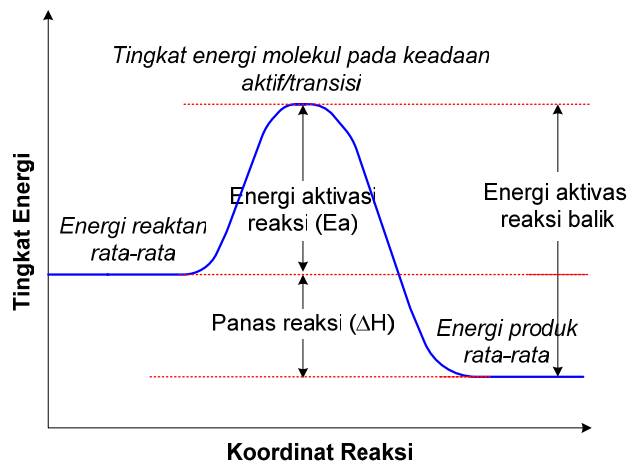 Tingkat energi molekul pada keadaan
aktif/transisi
Tingkat Energi
Energi reaktan
rata-rata
Energi aktivasi
reaksi (Ea)
Energi aktivas
reaksi balik
Panas reaksi (ΔH)
Energi produk
rata-rata
Koordinat Reaksi